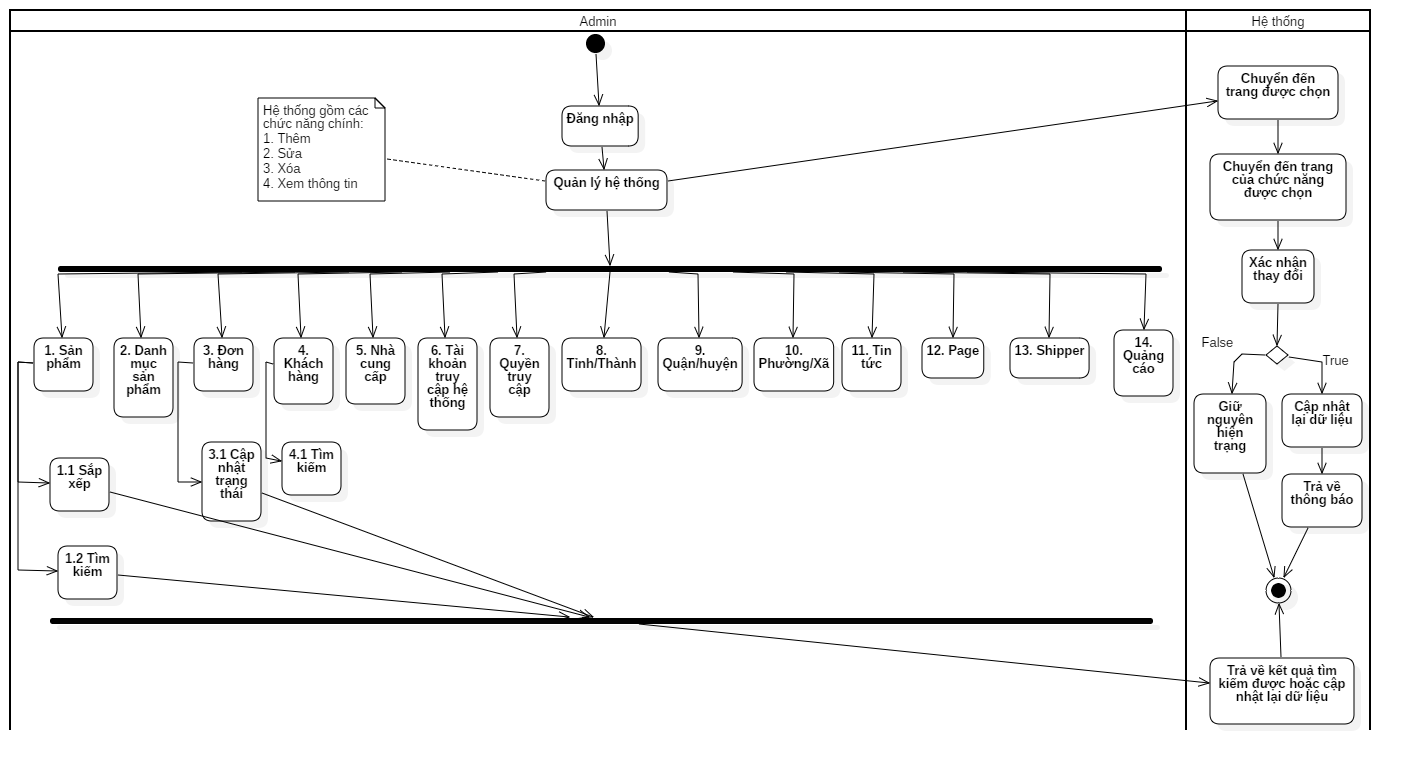 Admin
Hệ thống
Hệ thống gồm các
chức năng chính:
1. Thêm
2. Sửa
3. Xóa
4. Xem thông tin
Đăng nhập
Quản lý hệ thống
1. Sản
phẩm
2. Danh
mục
sản
phẩm
3. Đơn
hàng
4.
Khách
hàng
5. Nhà
cung
cấp
6. Tài
khoản
truy
cập hệ
thống
7.
Quyền
truy
cập
8.
Tỉnh/Thành
9.
Quận/huyện
10.
Phường/Xã
11. Tin
tức
12. Page
13. Shipper
14.
Quảng
cáo
1.1 Sắp
xếp
1.2 Tìm
kiếm
3.1 Cập
nhật
trạng
thái
4.1 Tìm
kiếm
Chuyển đến
trang được chọn
Chuyển đến trang
của chức năng
được chọn
Xác nhận
thay đổi
False
True
Giữ
nguyên
hiện
trạng
Cập nhật
lại dữ liệu
Trả về
thông báo
Trả về kết quả tìm
kiếm được hoặc cập
nhật lại dữ liệu